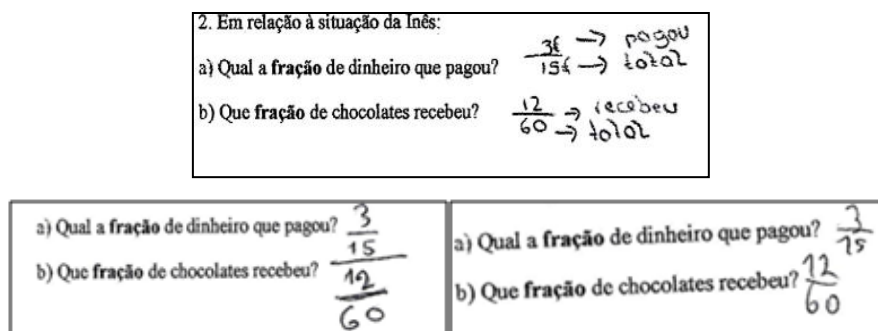 2. Em relação à situação da Inês:
a) Qual a fração de dinheiro que pagou? 3€/15€ → pagou → total
b) Que fração de chocolates recebeu? 12/60 → recebeu → total
a) Qual a fração de dinheiro que pagou? 3/15
b) Que fração de chocolates recebeu? 12/60
a) Qual a fração de dinheiro que pagou? 3/15
b) Que fração de chocolates recebeu? 12/60